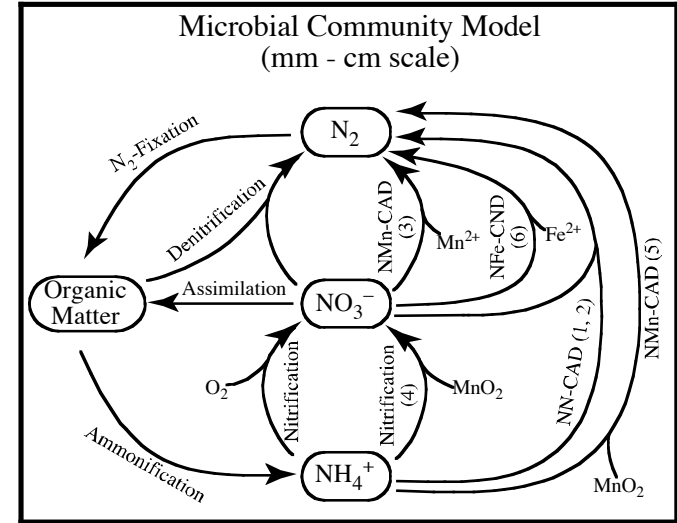 Microbial Community Model
(mm - cm scale)
N₂
N₂-Fixation
Denitrification
NMn-CAD
(3)
Mn²⁺
NFe-CND
(6)
Fe²⁺
Organic
Matter
Assimilation
NO₃⁻
NMn-CAD (5)
NN-CAD (1, 2)
O₂
Nitrification
Nitrification
(4)
MnO₂
Ammonification
NH₄⁺
MnO₂